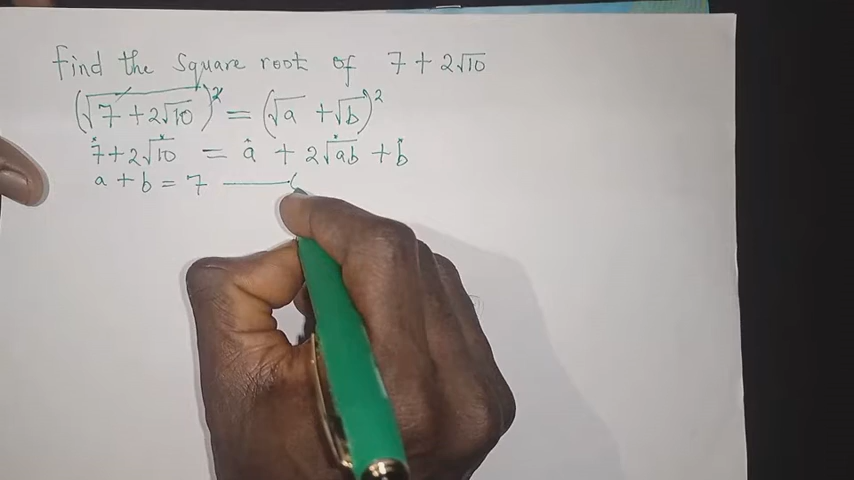 Find the Square root of 7 + 2√10
(√(7 + 2√10))² = (√a + √b)²
7 + 2√10 = a + 2√ab + b
a + b = 7 ——— (